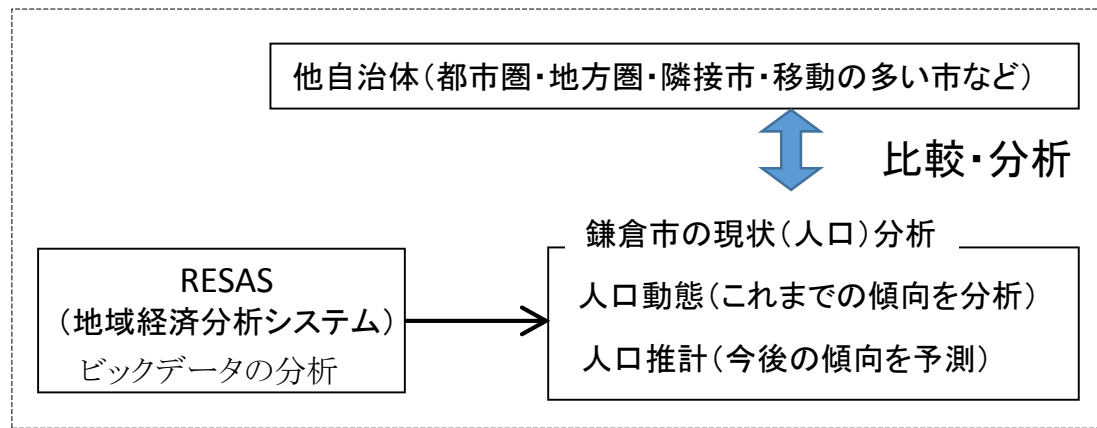 他自治体（都市圏・地方圏・隣接市・移動の多い市など）
比較・分析
鎌倉市の現状（人口）分析
人口動態（これまでの傾向を分析）
人口推計（今後の傾向を予測）
RESAS
（地域経済分析システム）
ビックデータの分析